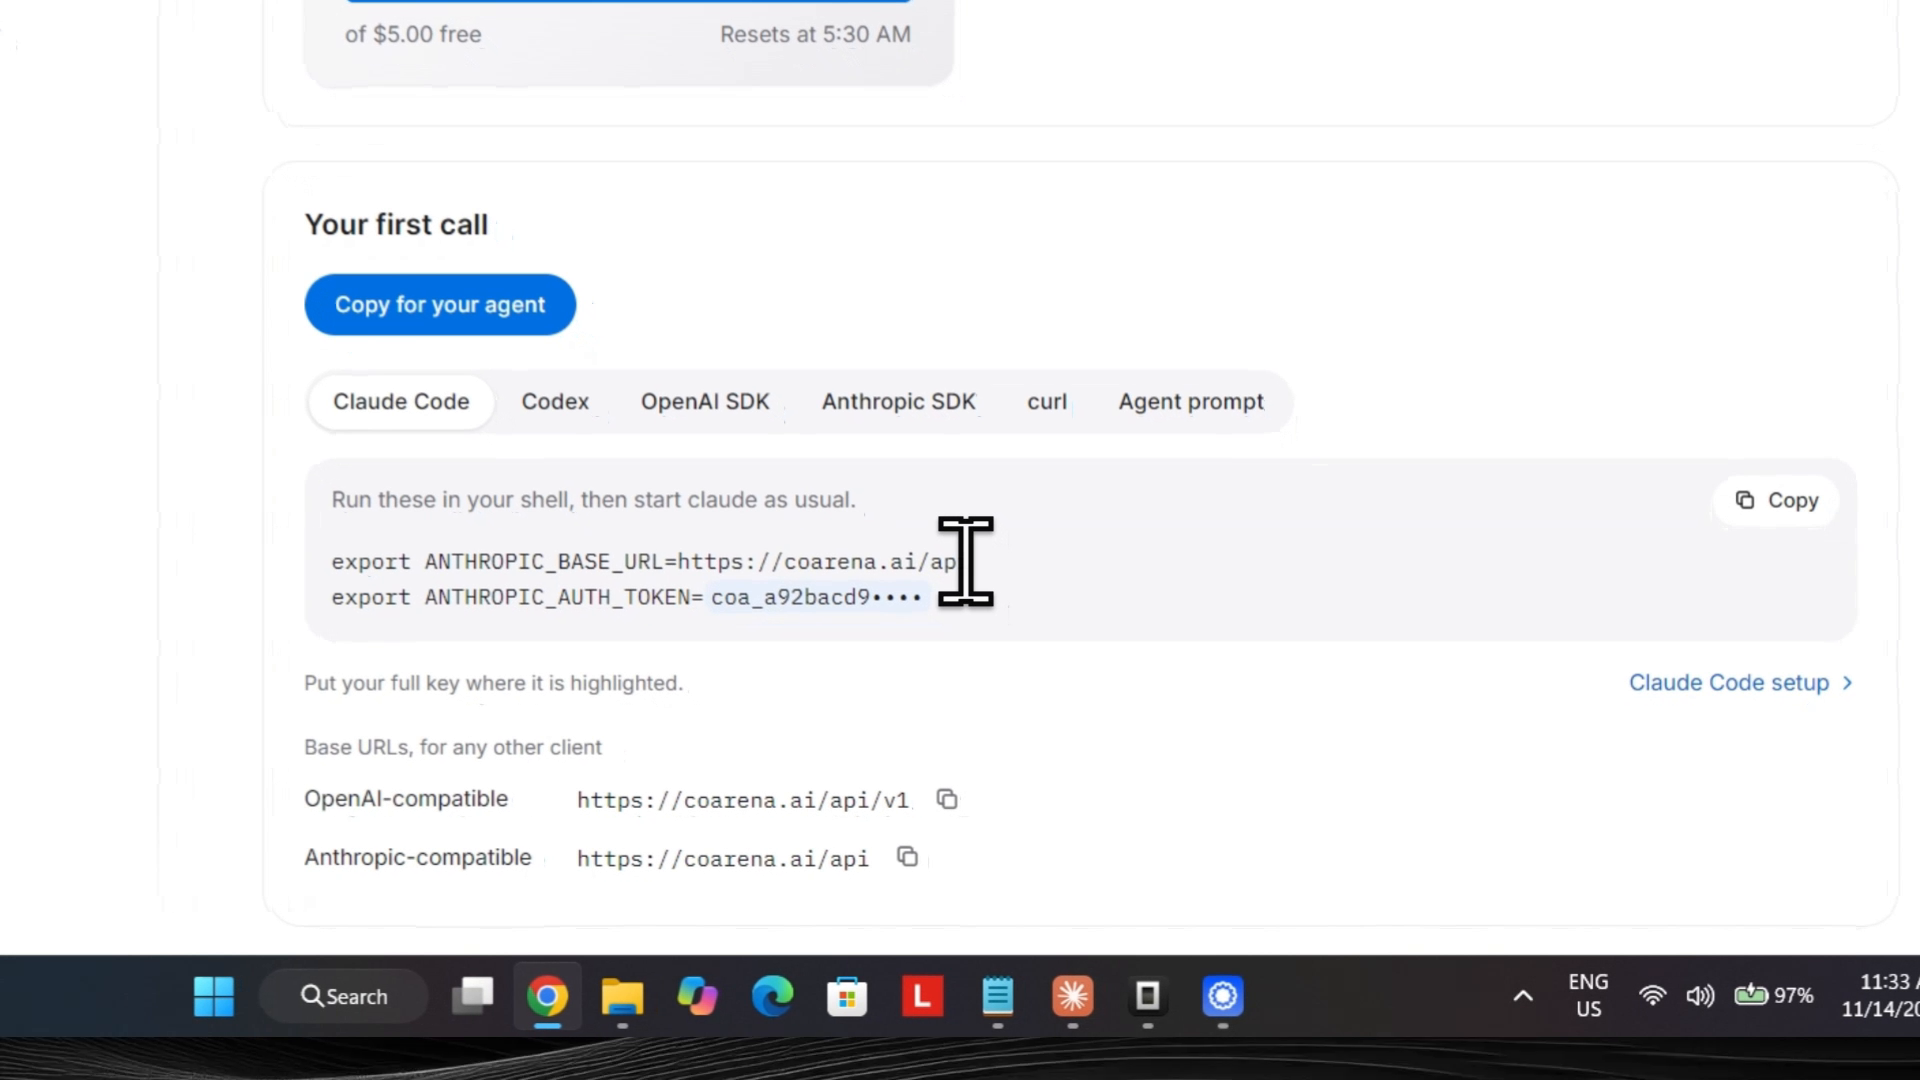 of $5.00 free
Resets at 5:30 AM
Your first call
Copy for your agent
Claude Code
Codex
OpenAI SDK
Anthropic SDK
curl
Agent prompt
Run these in your shell, then start claude as usual.
Copy
export ANTHROPIC_BASE_URL=https://coarena.ai/ap
export ANTHROPIC_AUTH_TOKEN=coa_a92bacd9••••
Put your full key where it is highlighted.
Claude Code setup >
Base URLs, for any other client
OpenAI-compatible https://coarena.ai/api/v1
Anthropic-compatible https://coarena.ai/api
Search
L
ENG
US
97%
11:33
11/14/20